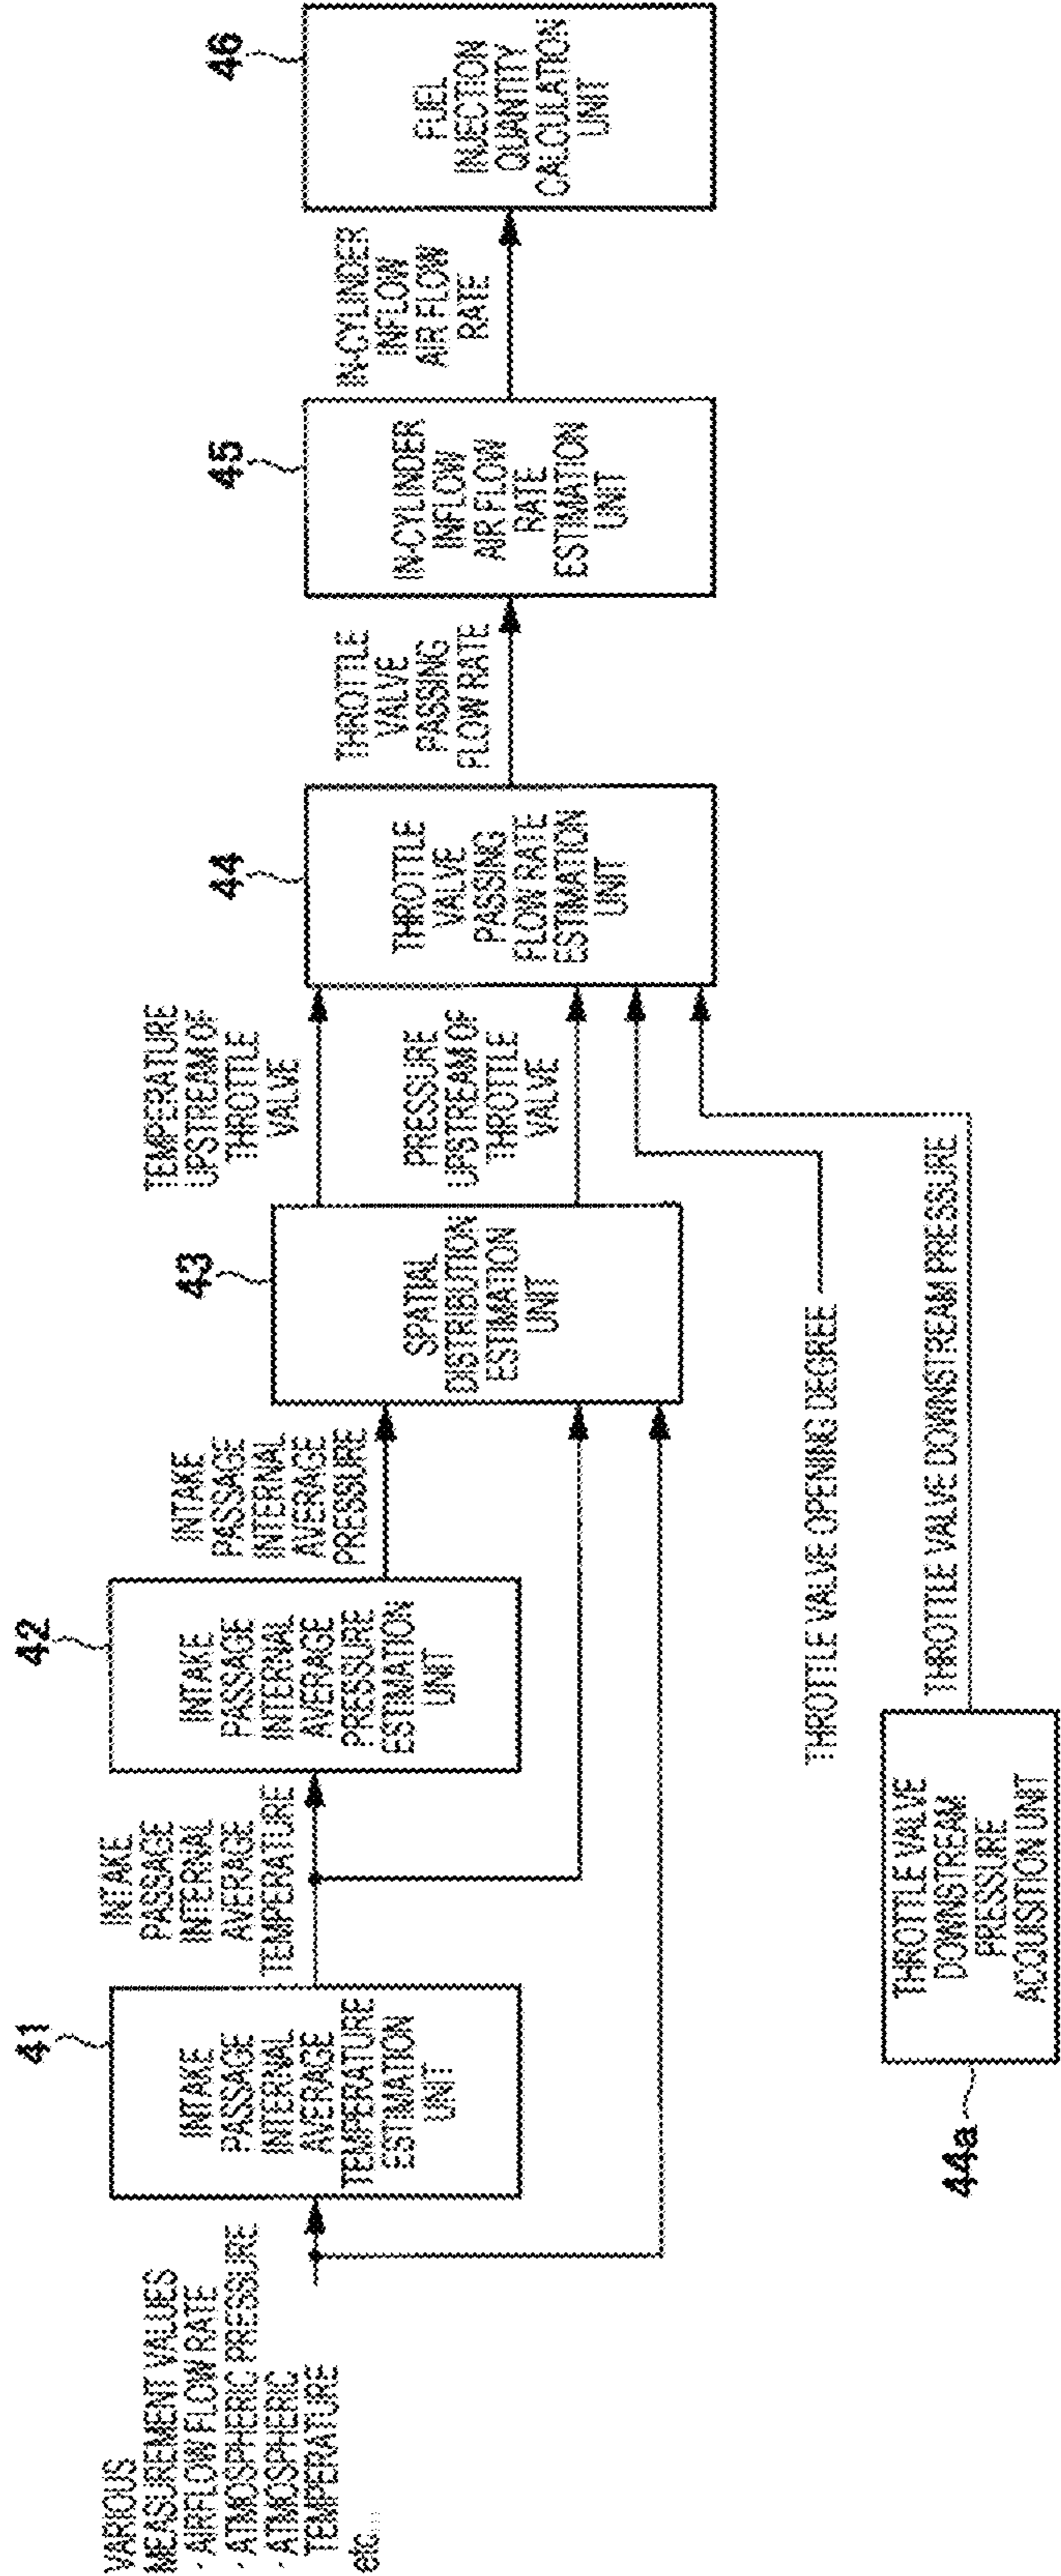 VARIOUS
MEASUREMENT VALUES
· AIRFLOW FLOW RATE
· ATMOSPHERIC PRESSURE
· ATMOSPHERIC
TEMPERATURE
etc...
41
INTAKE
PASSAGE
INTERNAL
AVERAGE
TEMPERATURE
ESTIMATION
UNIT
INTAKE
PASSAGE
INTERNAL
AVERAGE
TEMPERATURE
42
INTAKE
PASSAGE
INTERNAL
AVERAGE
PRESSURE
ESTIMATION
UNIT
INTAKE
PASSAGE
INTERNAL
AVERAGE
PRESSURE
43
SPATIAL
DISTRIBUTION
ESTIMATION
UNIT
TEMPERATURE
UPSTREAM OF
THROTTLE
VALVE
PRESSURE
UPSTREAM OF
THROTTLE
VALVE
44
THROTTLE
VALVE
PASSING
FLOW RATE
ESTIMATION
UNIT
THROTTLE
VALVE
PASSING
FLOW RATE
45
IN-CYLINDER
INFLOW
AIR FLOW
RATE
ESTIMATION
UNIT
IN-CYLINDER
INFLOW
AIR FLOW
RATE
46
FUEL
INJECTION
QUANTITY
CALCULATION
UNIT
THROTTLE VALVE OPENING DEGREE
44a
THROTTLE VALVE
DOWNSTREAM
PRESSURE
ACQUISITION UNIT
THROTTLE VALVE DOWNSTREAM PRESSURE